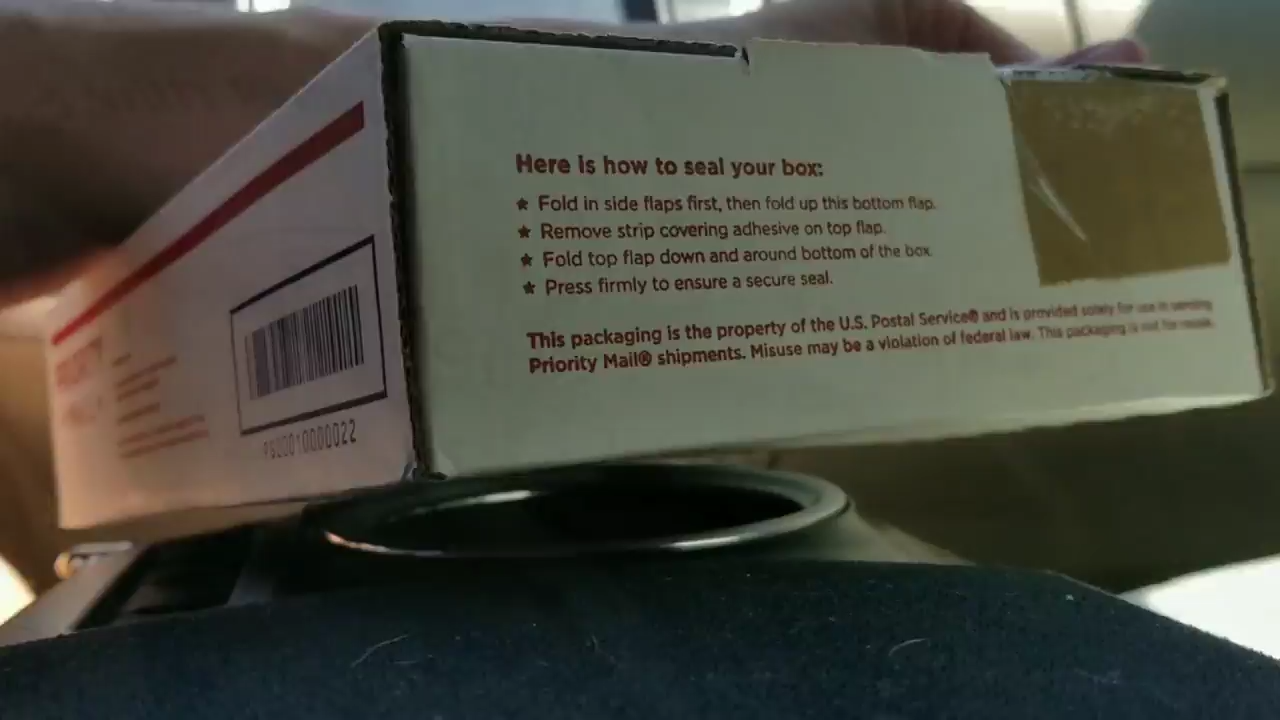 Here is how to seal your box:
★ Fold in side flaps first, then fold up this bottom flap.
★ Remove strip covering adhesive on top flap.
★ Fold top flap down and around bottom of the box.
★ Press firmly to ensure a secure seal.
This packaging is the property of the U.S. Postal Service® and is provided solely for use in sending
Priority Mail® shipments. Misuse may be a violation of federal law. This packaging is not for resale.
PS00010000022